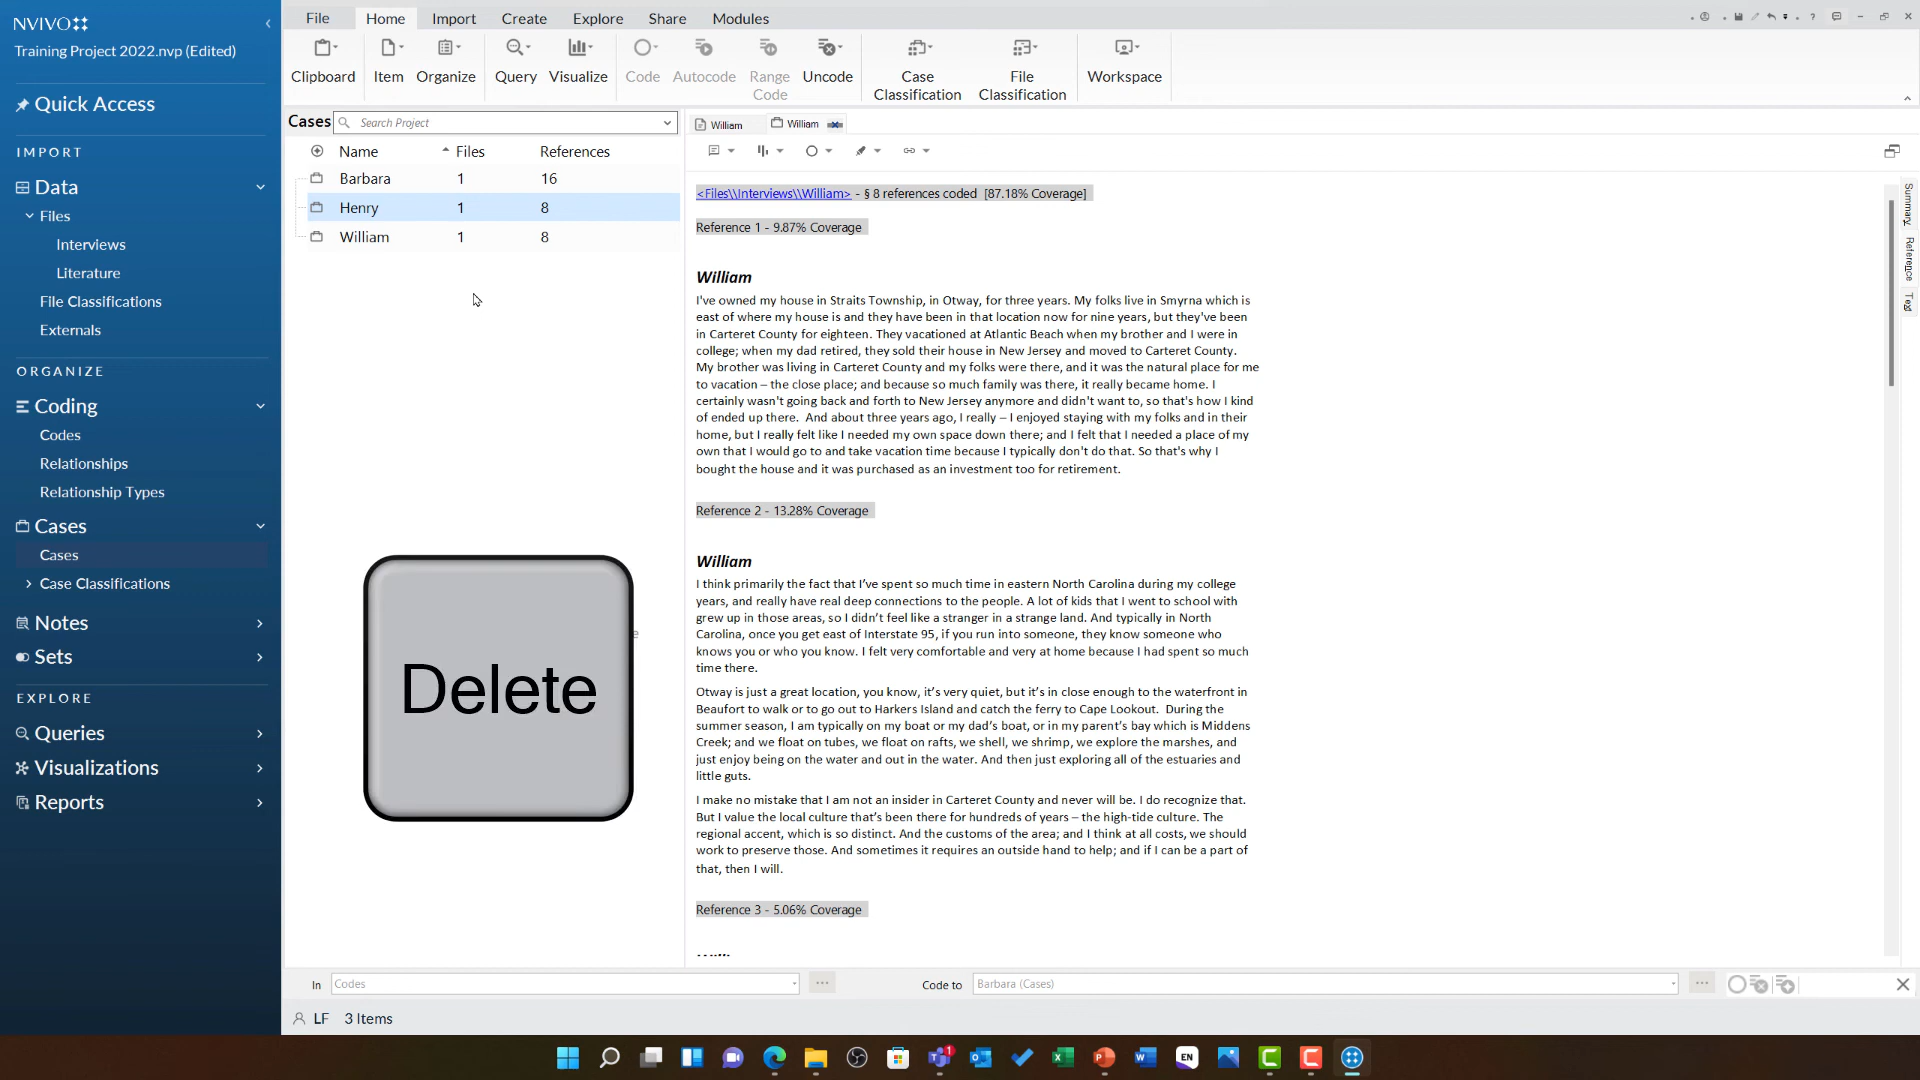 NVIVO
Training Project 2022.nvp (Edited)
Quick Access
IMPORT
Data
Files
Interviews
Literature
File Classifications
Externals
ORGANIZE
Coding
Codes
Relationships
Relationship Types
Cases
Cases
Case Classifications
Notes
Sets
EXPLORE
Queries
Visualizations
Reports
File Home Import Create Explore Share Modules
Clipboard Item Organize Query Visualize Code Autocode Range Code Uncode Case Classification File Classification Workspace
Cases Search Project
Name Files References
Barbara 1 16
Henry 1 8
William 1 8
Delete
William William
<Files\\Interviews\\William> - § 8 references coded [87.18% Coverage]
Reference 1 - 9.87% Coverage
William
I've owned my house in Straits Township, in Otway, for three years. My folks live in Smyrna which is
east of where my house is and they have been in that location now for nine years, but they've been
in Carteret County for eighteen. They vacationed at Atlantic Beach when my brother and I were in
college; when my dad retired, they sold their house in New Jersey and moved to Carteret County.
My brother was living in Carteret County and my folks were there, and it was the natural place for me
to vacation – the close place; and because so much family was there, it really became home. I
certainly wasn't going back and forth to New Jersey anymore and didn't want to, so that's how I kind
of ended up there. And about three years ago, I really – I enjoyed staying with my folks and in their
home, but I really felt like I needed my own space down there; and I felt that I needed a place of my
own that I would go to and take vacation time because I typically don't do that. So that's why I
bought the house and it was purchased as an investment too for retirement.
Reference 2 - 13.28% Coverage
William
I think primarily the fact that I've spent so much time in eastern North Carolina during my college
years, and really have real deep connections to the people. A lot of kids that I went to school with
grew up in those areas, so I didn't feel like a stranger in a strange land. And typically in North
Carolina, once you get east of Interstate 95, if you run into someone, they know someone who
knows you or who you know. I felt very comfortable and very at home because I had spent so much
time there.
Otway is just a great location, you know, it's very quiet, but it's in close enough to the waterfront in
Beaufort to walk or to go out to Harkers Island and catch the ferry to Cape Lookout. During the
summer season, I am typically on my boat or my dad's boat, or in my parent's bay which is Middens
Creek; and we float on tubes, we float on rafts, we shell, we shrimp, we explore the marshes, and
just enjoy being on the water and out in the water. And then just exploring all of the estuaries and
little guts.
I make no mistake that I am not an insider in Carteret County and never will be. I do recognize that.
But I value the local culture that's been there for hundreds of years – the high-tide culture. The
regional accent, which is so distinct. And the customs of the area; and I think at all costs, we should
work to preserve those. And sometimes it requires an outside hand to help; and if I can be a part of
that, then I will.
Reference 3 - 5.06% Coverage
Summary
Reference
Text
In Codes ... Code to Barbara (Cases) ...
LF 3 Items
1
EN